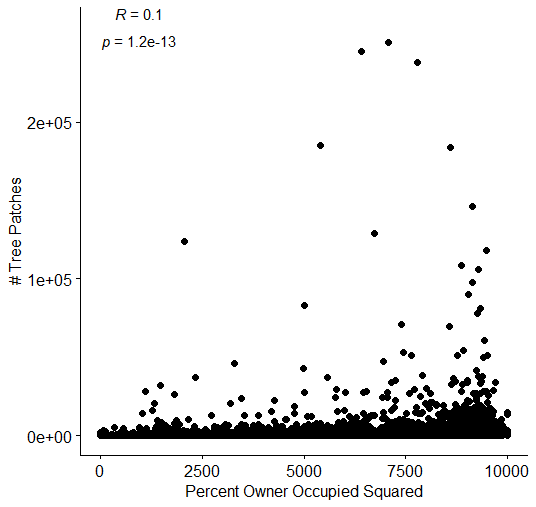 R = 0.1
p = 1.2e-13
2e+05
1e+05
0e+00
# Tree Patches
0 2500 5000 7500 10000
Percent Owner Occupied Squared